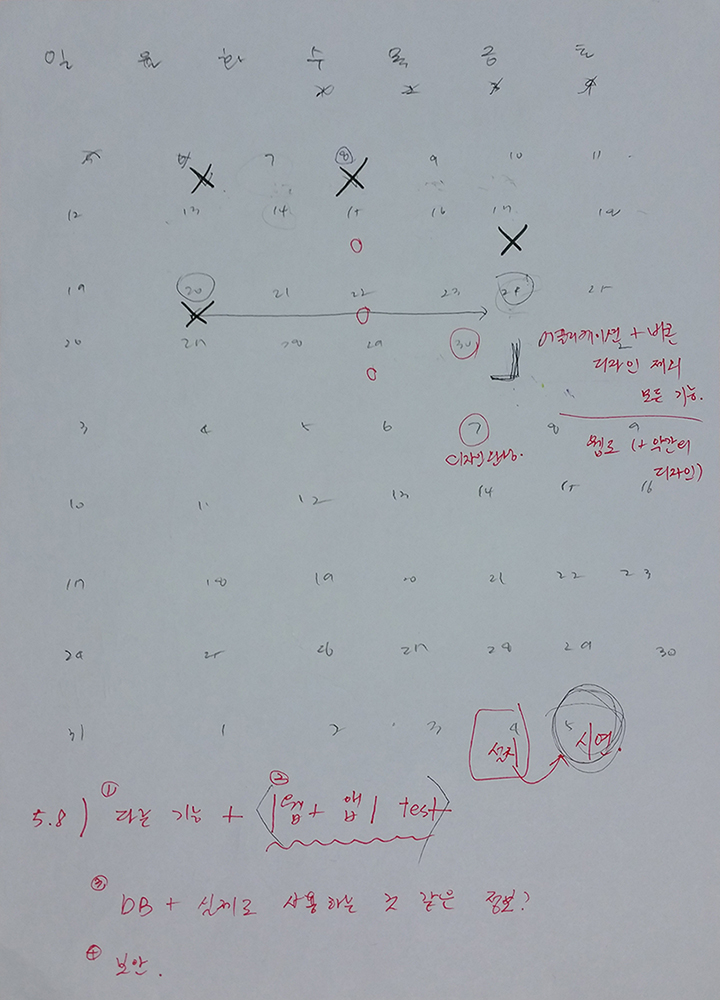 일 월 화 수 목 금 토
5 6 7 8 9 10 11
12 13 14 15 16 17 18
19 20 21 22 23 24 25
26 27 28 29 30
어플리케이션 + 비콘
디자인 제외
모든 기능.
3 4 5 6 7 8 9
디자인완성.
웹로 (+ 약간의
디자인)
10 11 12 13 14 15 16
17 18 19 20 21 22 23
24 25 26 27 28 29 30
31 1 2 3 4 5
설치 시연.
① ②
5.8) 다른 기능 + 웹 + 앱 test
③
DB + 실제로 사용하는 것 같은 정보?
④
보안.